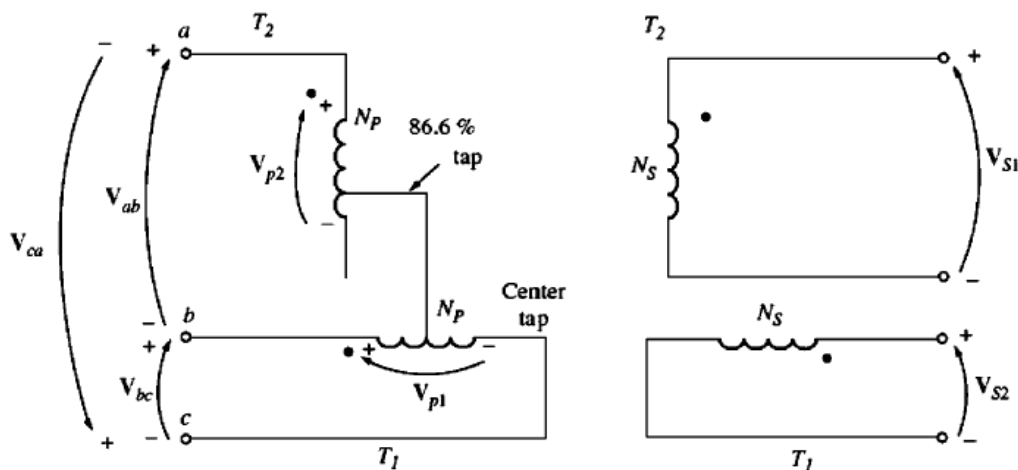 a
T₂
T₂
− + +
+ N_P
86.6 %
tap
V_p2
N_S
V_S1
V_ab
V_ca
−
−
Center
tap
− b
N_P
N_S
+
+ −
+
V_bc
V_p1
V_S2
+ − c
−
T₁
T₁